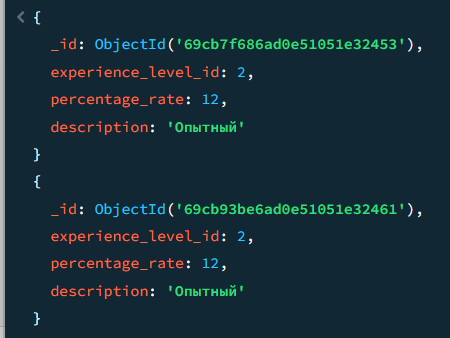 {
_id: ObjectId('69cb7f686ad0e51051e32453'),
experience_level_id: 2,
percentage_rate: 12,
description: 'Опытный'
}
{
_id: ObjectId('69cb93be6ad0e51051e32461'),
experience_level_id: 2,
percentage_rate: 12,
description: 'Опытный'
}